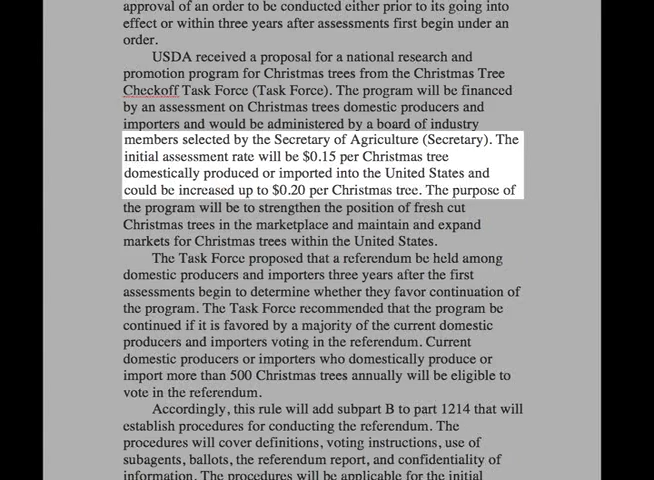 approval of an order to be conducted either prior to its going into
effect or within three years after assessments first begin under an
order.
USDA received a proposal for a national research and
promotion program for Christmas trees from the Christmas Tree
Checkoff Task Force (Task Force). The program will be financed
by an assessment on Christmas trees domestic producers and
importers and would be administered by a board of industry
members selected by the Secretary of Agriculture (Secretary). The
initial assessment rate will be $0.15 per Christmas tree
domestically produced or imported into the United States and
could be increased up to $0.20 per Christmas tree. The purpose of
the program will be to strengthen the position of fresh cut
Christmas trees in the marketplace and maintain and expand
markets for Christmas trees within the United States.
The Task Force proposed that a referendum be held among
domestic producers and importers three years after the first
assessments begin to determine whether they favor continuation of
the program. The Task Force recommended that the program be
continued if it is favored by a majority of the current domestic
producers and importers voting in the referendum. Current
domestic producers or importers who domestically produce or
import more than 500 Christmas trees annually will be eligible to
vote in the referendum.
Accordingly, this rule will add subpart B to part 1214 that will
establish procedures for conducting the referendum. The
procedures will cover definitions, voting instructions, use of
subagents, ballots, the referendum report, and confidentiality of
information. The procedures will be applicable for the initial